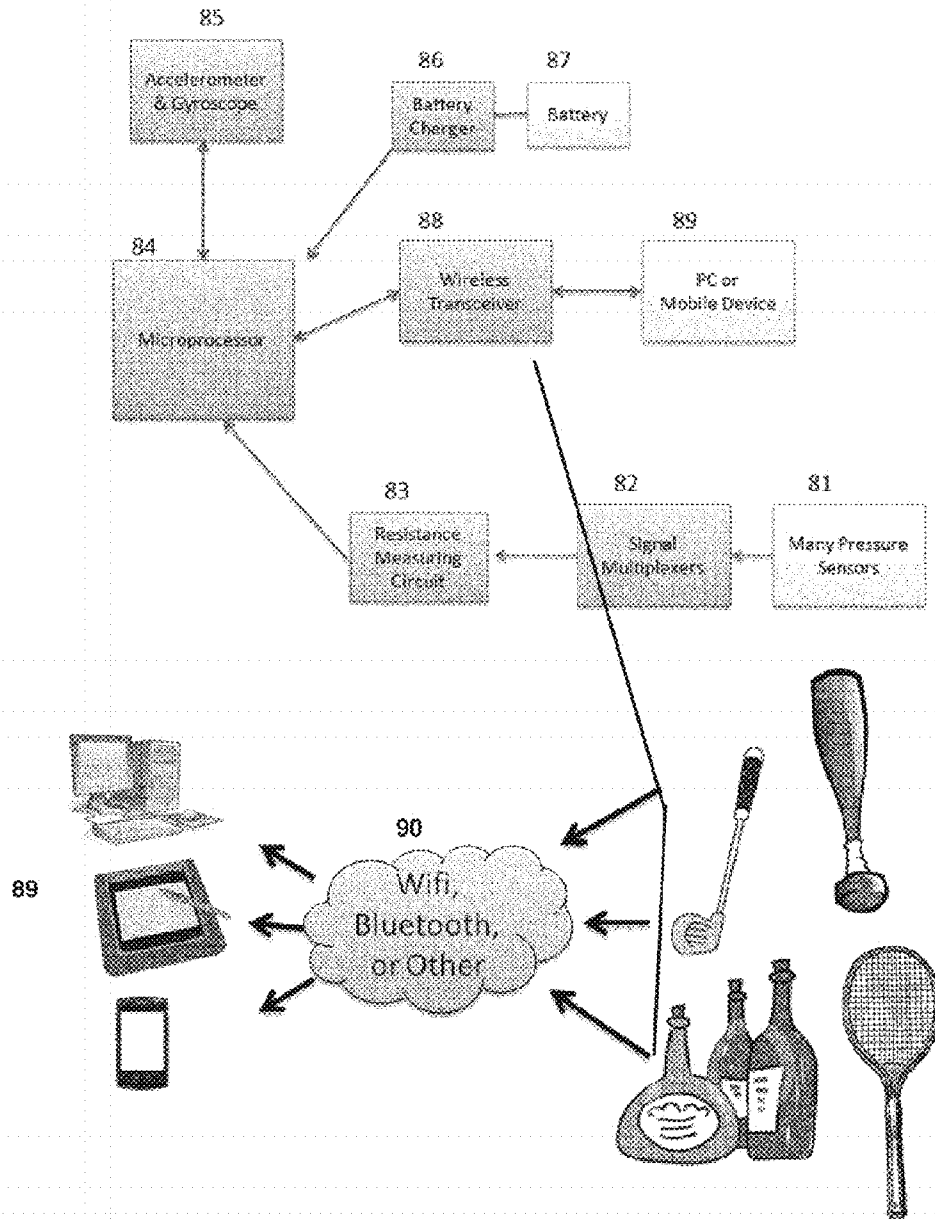 85
Accelerometer
& Gyroscope
86
Battery
Charger
87
Battery
84
Microprocessor
88
Wireless
Transceiver
89
PC or
Mobile Device
83
Resistance
Measuring
Circuit
82
Signal
Multiplexers
81
Many Pressure
Sensors
90
Wifi,
Bluetooth,
or Other
89